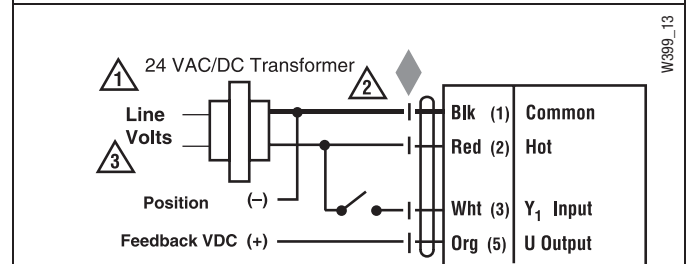 W399_13
1 24 VAC/DC Transformer 2
Blk (1) Common
Line
Volts
Red (2) Hot
3
Position (–)
Wht (3) Y₁ Input
Feedback VDC (+)
Org (5) U Output